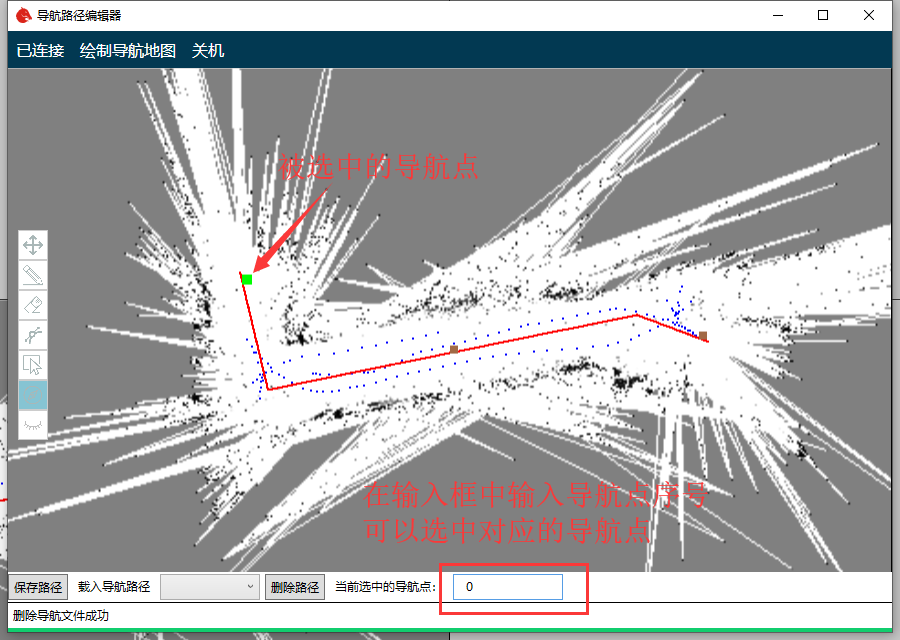 导航路径编辑器
已连接 绘制导航地图 关机
被选中的导航点
在输入框中输入导航点序号
可以选中对应的导航点
保存路径 载入导航路径 删除路径 当前选中的导航点: 0
删除导航文件成功